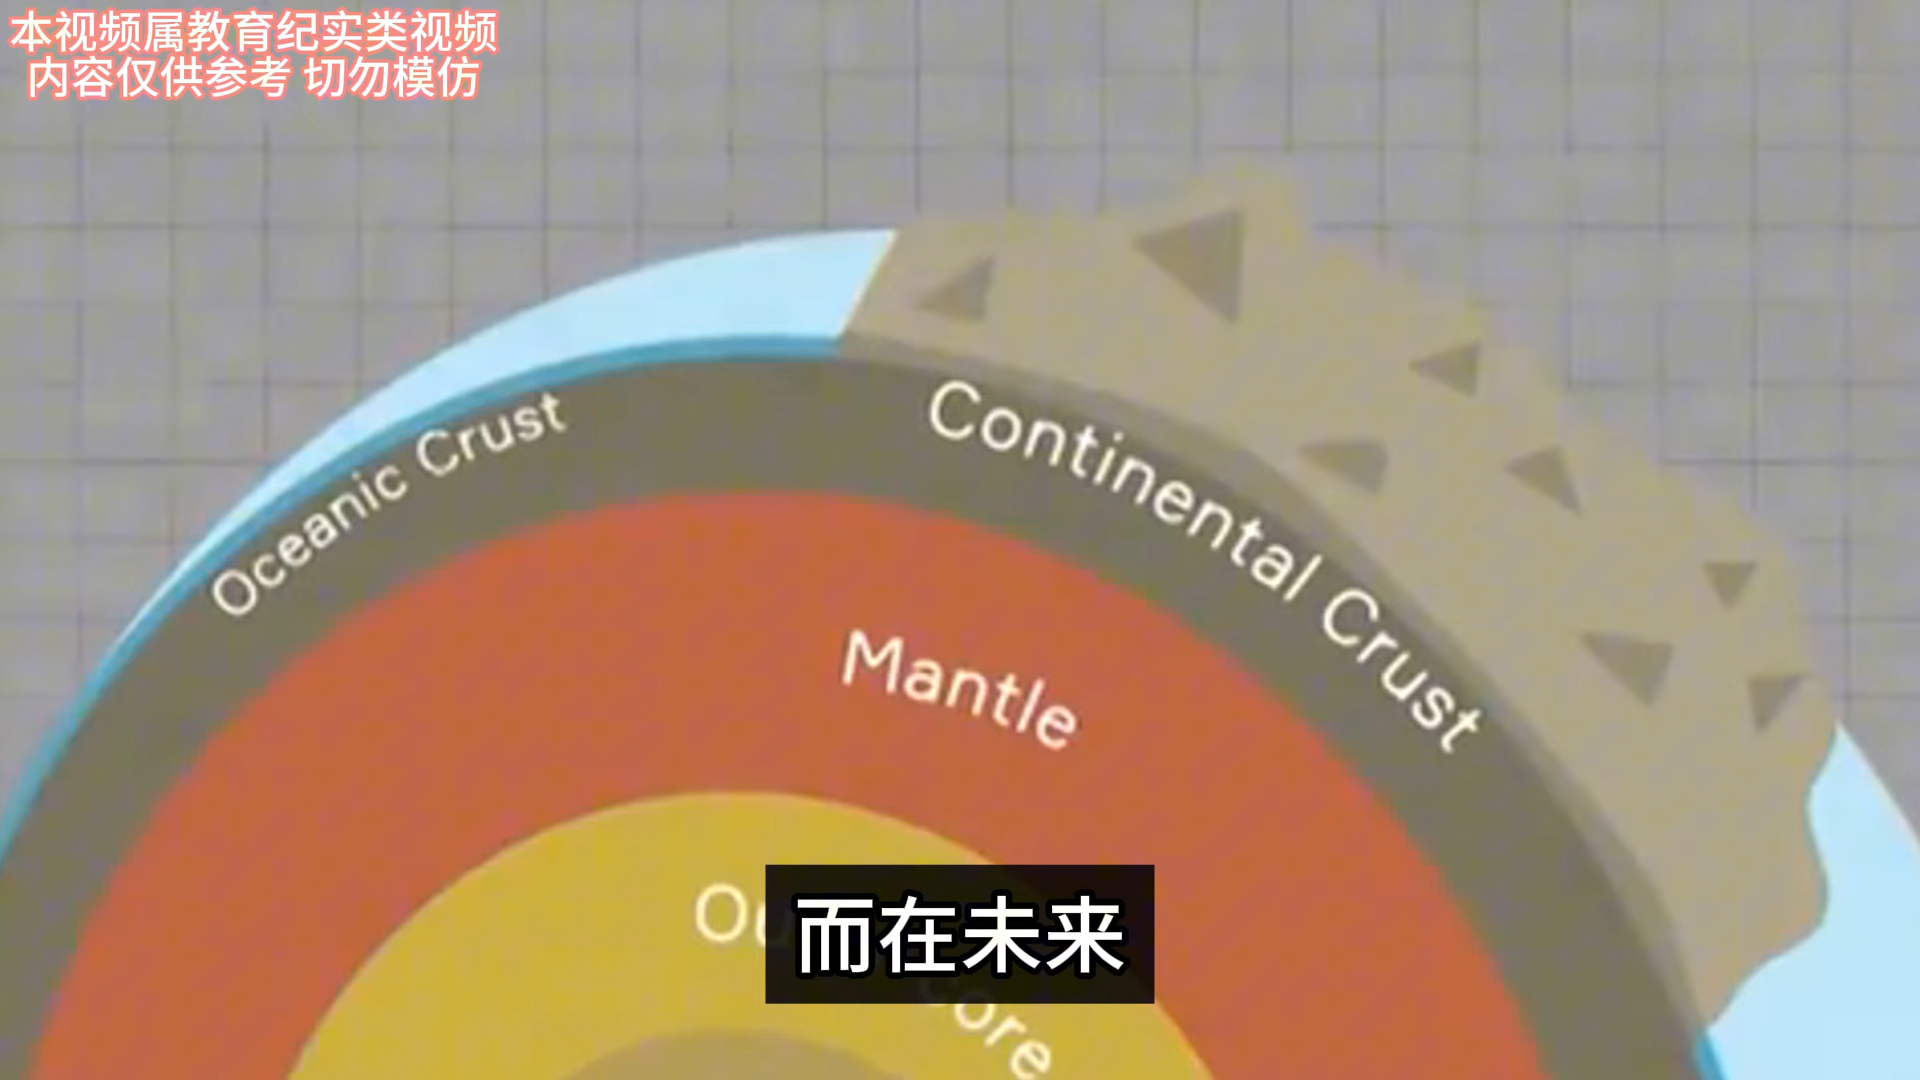 本视频属教育纪实类视频
内容仅供参考 切勿模仿
Oceanic Crust
Continental Crust
Mantle
而在未来